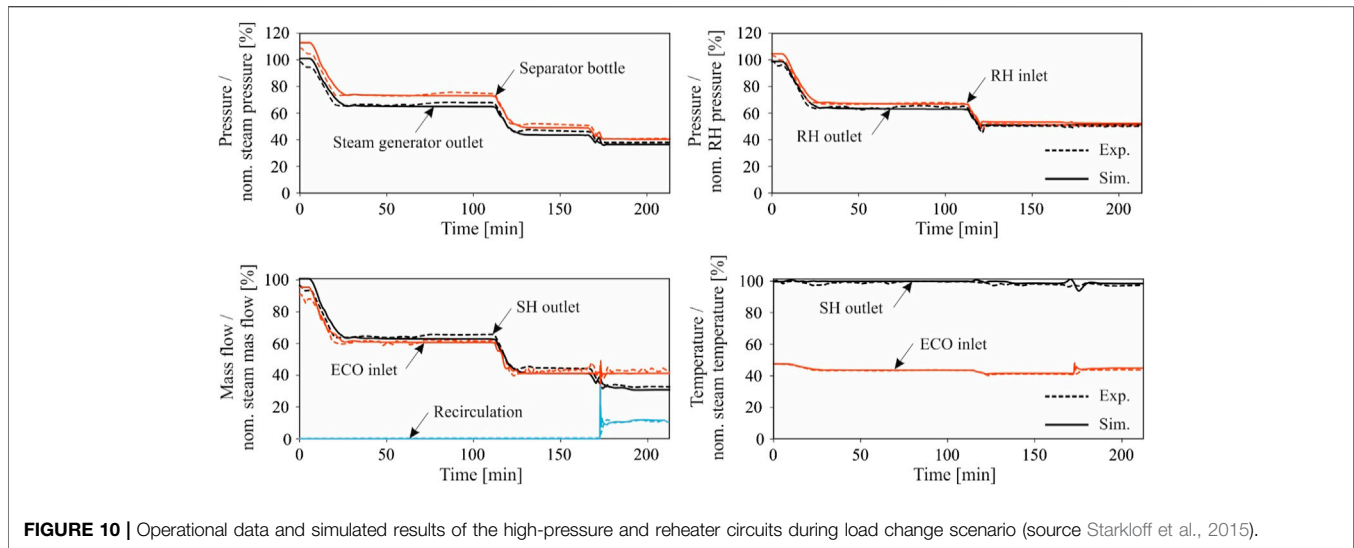 Pressure /
nom. steam pressure [%]
120
100
80
60
40
20
0
Separator bottle
Steam generator outlet
0 50 100 150 200
Time [min]
Pressure /
nom. RH pressure [%]
120
100
80
60
40
20
0
RH inlet
RH outlet
Exp.
Sim.
0 50 100 150 200
Time [min]
Mass flow /
nom. steam mas flow [%]
100
80
60
40
20
0
SH outlet
ECO inlet
Recirculation
0 50 100 150 200
Time [min]
Temperature /
nom. steam temperature [%]
100
80
60
40
20
0
SH outlet
ECO inlet
Exp.
Sim.
0 50 100 150 200
Time [min]
FIGURE 10 | Operational data and simulated results of the high-pressure and reheater circuits during load change scenario (source Starkloff et al., 2015).